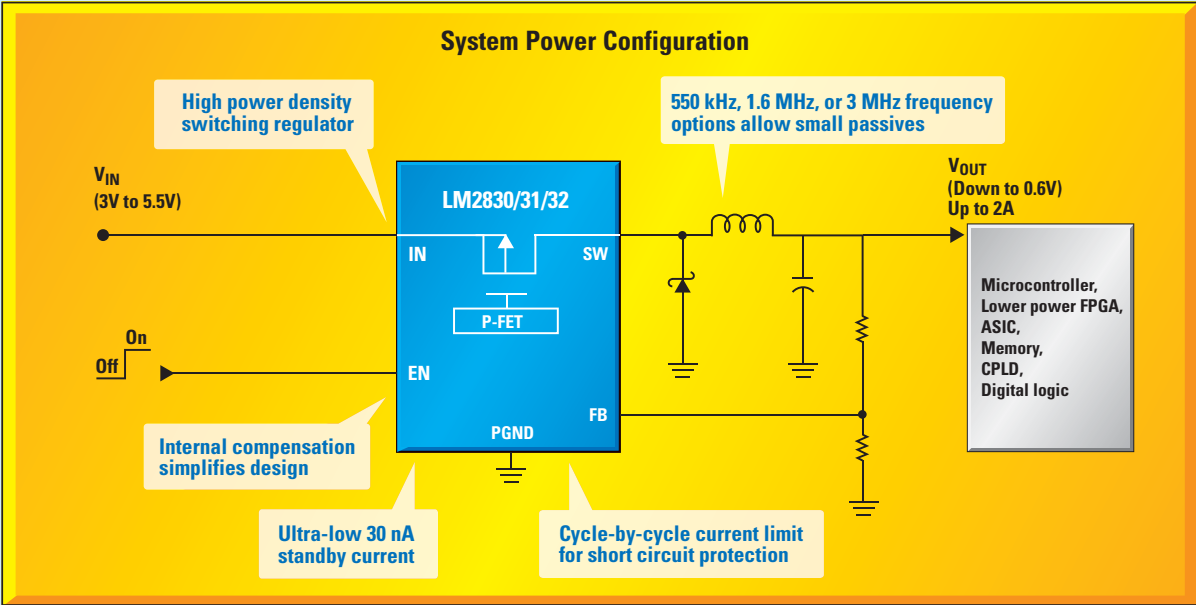 System Power Configuration
High power density
switching regulator
550 kHz, 1.6 MHz, or 3 MHz frequency
options allow small passives
VIN
(3V to 5.5V)
VOUT
(Down to 0.6V)
Up to 2A
LM2830/31/32
IN
SW
P-FET
On
Off
EN
FB
PGND
Microcontroller,
Lower power FPGA,
ASIC,
Memory,
CPLD,
Digital logic
Internal compensation
simplifies design
Ultra-low 30 nA
standby current
Cycle-by-cycle current limit
for short circuit protection